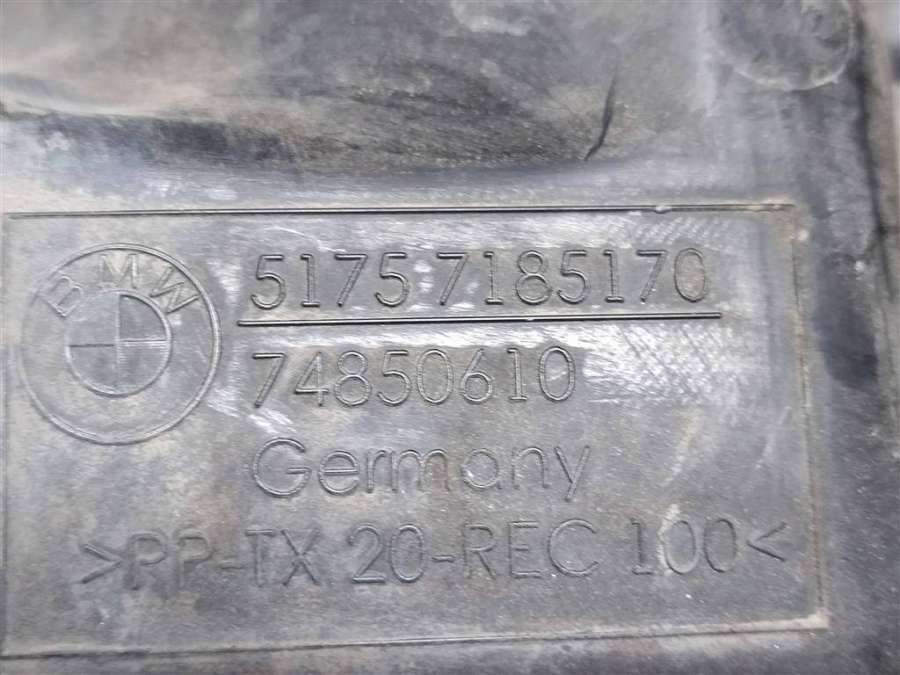 BMW
5175 7185170
74850610
Germany
>PP-TX 20-REC 100<